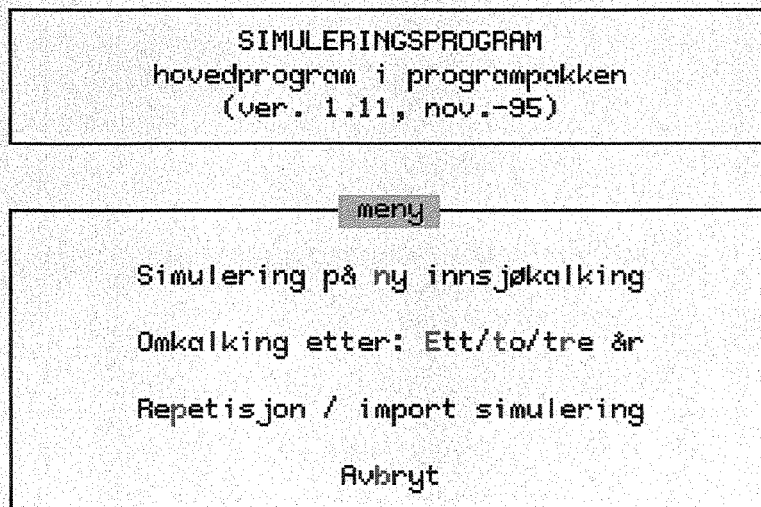 SIMULERINGSPROGRAM
hovedprogram i programpakken
(ver. 1.11, nov.-95)
meny
Simulering på ny innsjøkalking
Omkalking etter: Ett/to/tre år
Repetisjon / import simulering
Avbryt